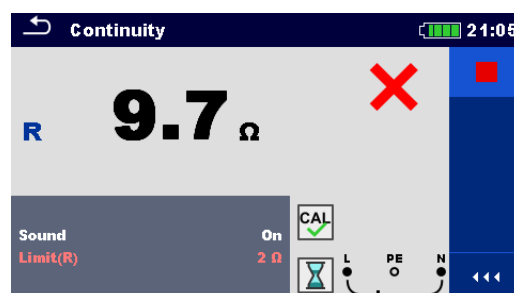 Continuity 21:05
R 9.7 Ω
Sound On
Limit(R) 2 Ω
CAL
L PE N